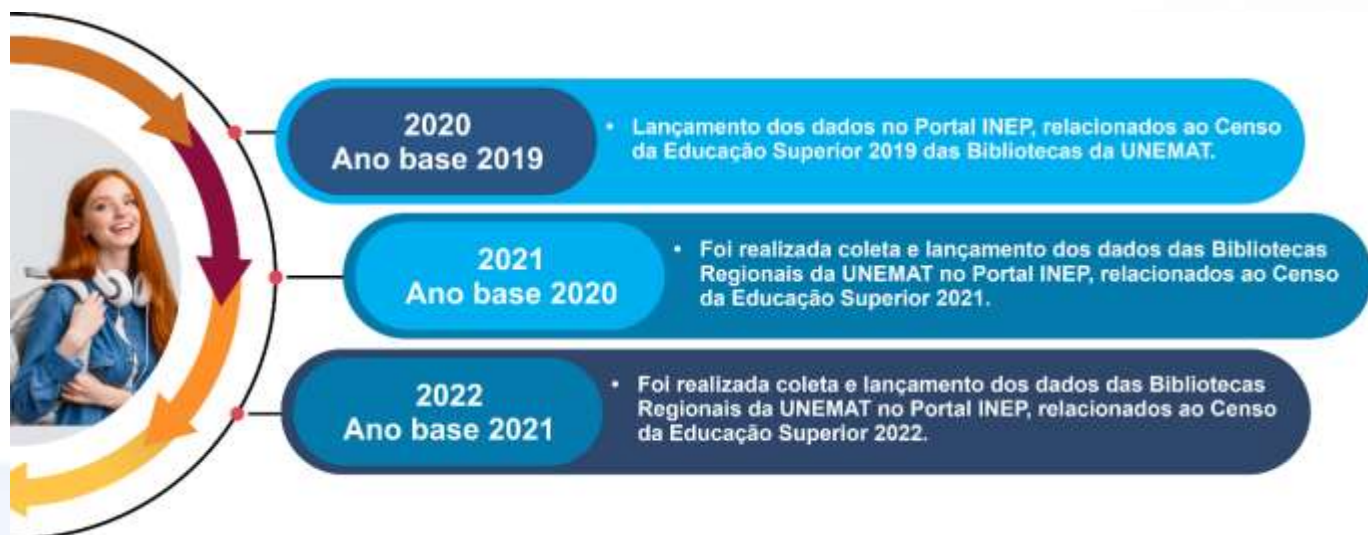 2020
Ano base 2019
• Lançamento dos dados no Portal INEP, relacionados ao Censo
da Educação Superior 2019 das Bibliotecas da UNEMAT.
2021
Ano base 2020
• Foi realizada coleta e lançamento dos dados das Bibliotecas
Regionais da UNEMAT no Portal INEP, relacionados ao Censo
da Educação Superior 2021.
2022
Ano base 2021
• Foi realizada coleta e lançamento dos dados das Bibliotecas
Regionais da UNEMAT no Portal INEP, relacionados ao Censo
da Educação Superior 2022.